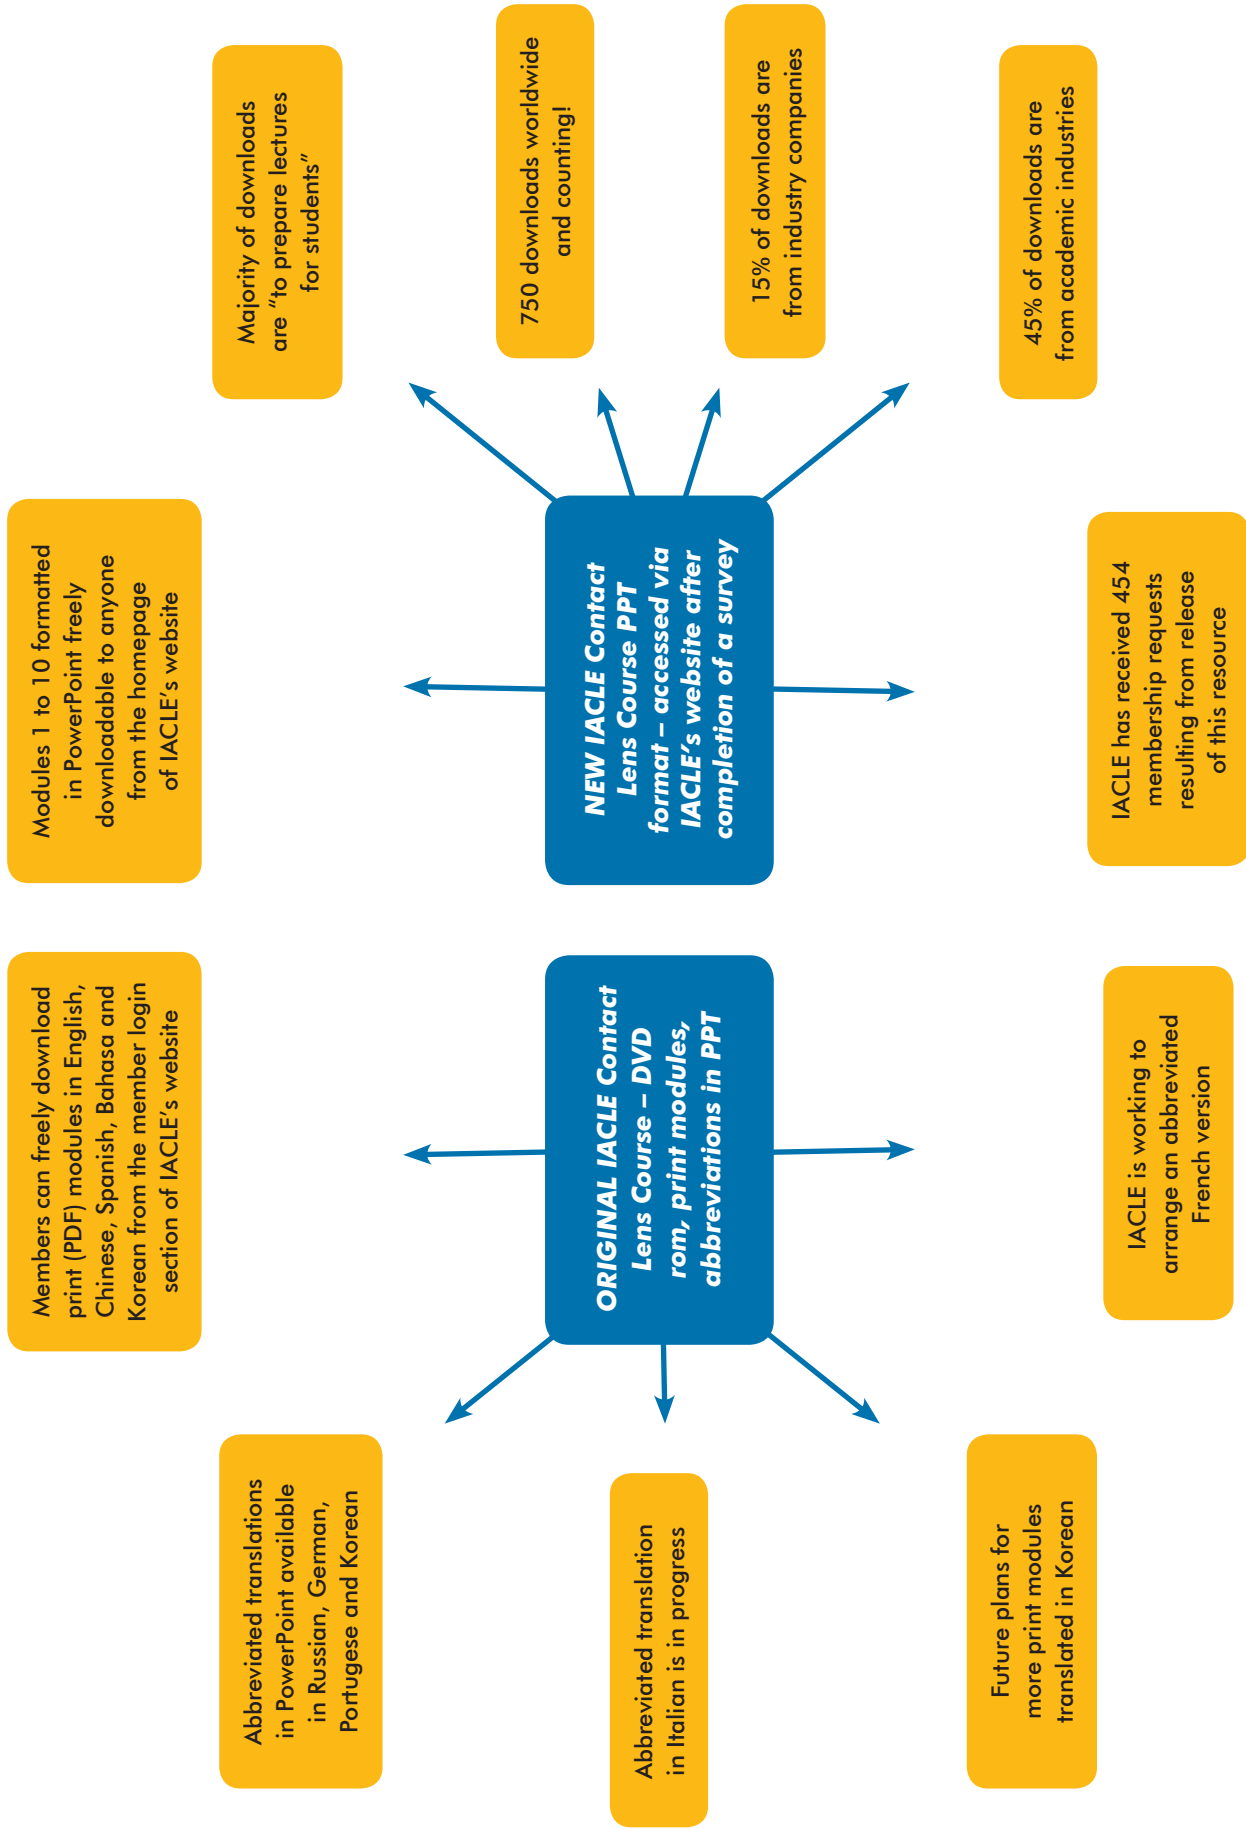 Members can freely download
print (PDF) modules in English,
Chinese, Spanish, Bahasa and
Korean from the member login
section of IACLE's website
Abbreviated translations
in PowerPoint available
in Russian, German,
Portugese and Korean
ORIGINAL IACLE Contact
Lens Course – DVD
rom, print modules,
abbreviations in PPT
Abbreviated translation
in Italian is in progress
Future plans for
more print modules
translated in Korean
IACLE is working to
arrange an abbreviated
French version
Modules 1 to 10 formatted
in PowerPoint freely
downloadable to anyone
from the homepage
of IACLE's website
Majority of downloads
are "to prepare lectures
for students"
NEW IACLE Contact
Lens Course PPT
format – accessed via
IACLE's website after
completion of a survey
750 downloads worldwide
and counting!
15% of downloads are
from industry companies
45% of downloads are
from academic industries
IACLE has received 454
membership requests
resulting from release
of this resource